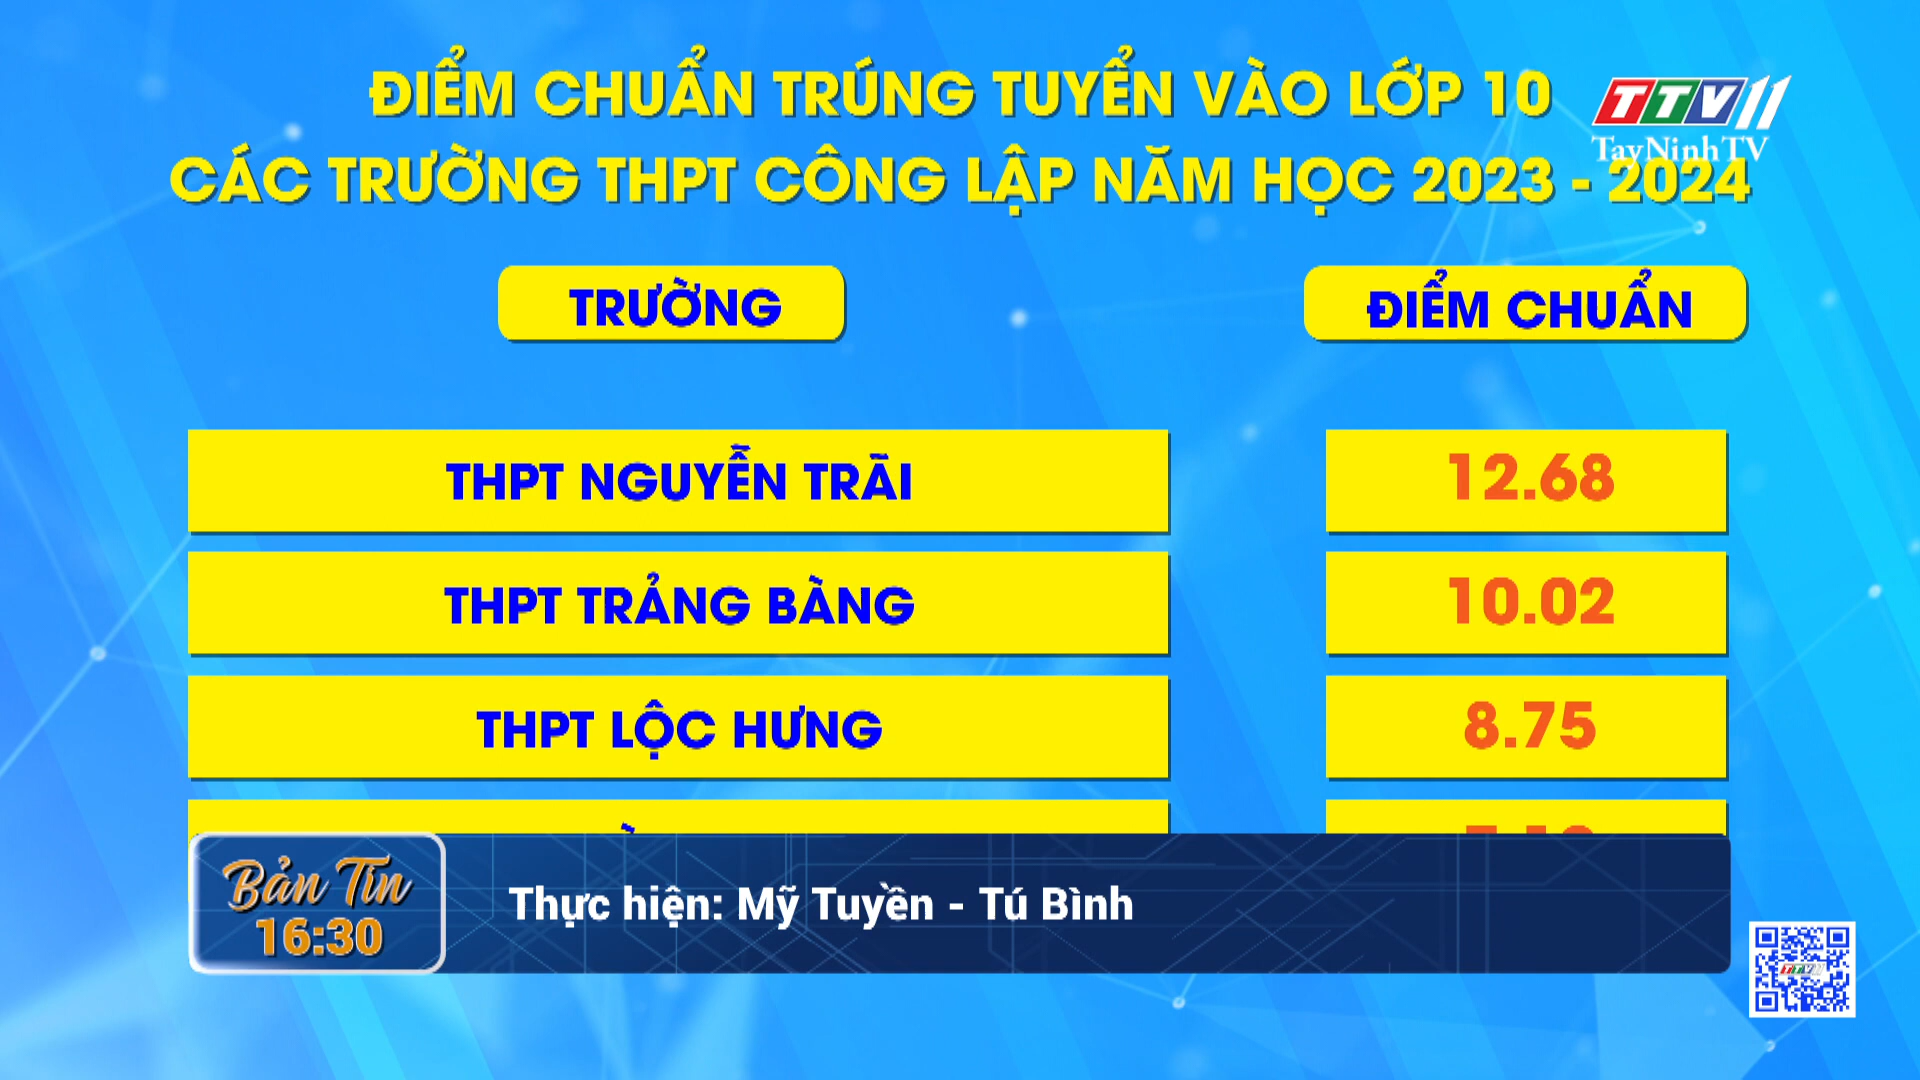 ĐIỂM CHUẨN TRÚNG TUYỂN VÀO LỚP 10
TTV11
TayNinhTV
CÁC TRƯỜNG THPT CÔNG LẬP NĂM HỌC 2023 - 2024
TRƯỜNG
ĐIỂM CHUẨN
THPT NGUYỄN TRÃI
12.68
THPT TRẢNG BÀNG
10.02
THPT LỘC HƯNG
8.75
Bản Tin
16:30
Thực hiện: Mỹ Tuyền - Tú Bình
TTV11